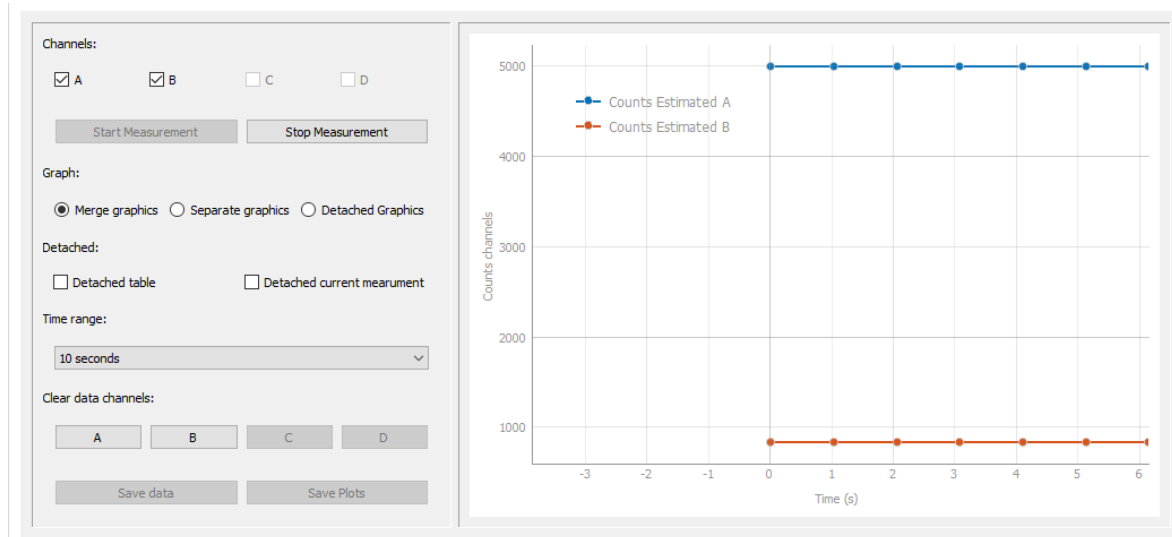 Channels:
A B C D
Start Measurement Stop Measurement
Graph:
Merge graphics Separate graphics Detached Graphics
Detached:
Detached table Detached current mearument
Time range:
10 seconds
Clear data channels:
A B C D
Save data Save Plots
Counts channels
5000
4000
3000
2000
1000
Counts Estimated A
Counts Estimated B
-3 -2 -1 0 1 2 3 4 5 6
Time (s)